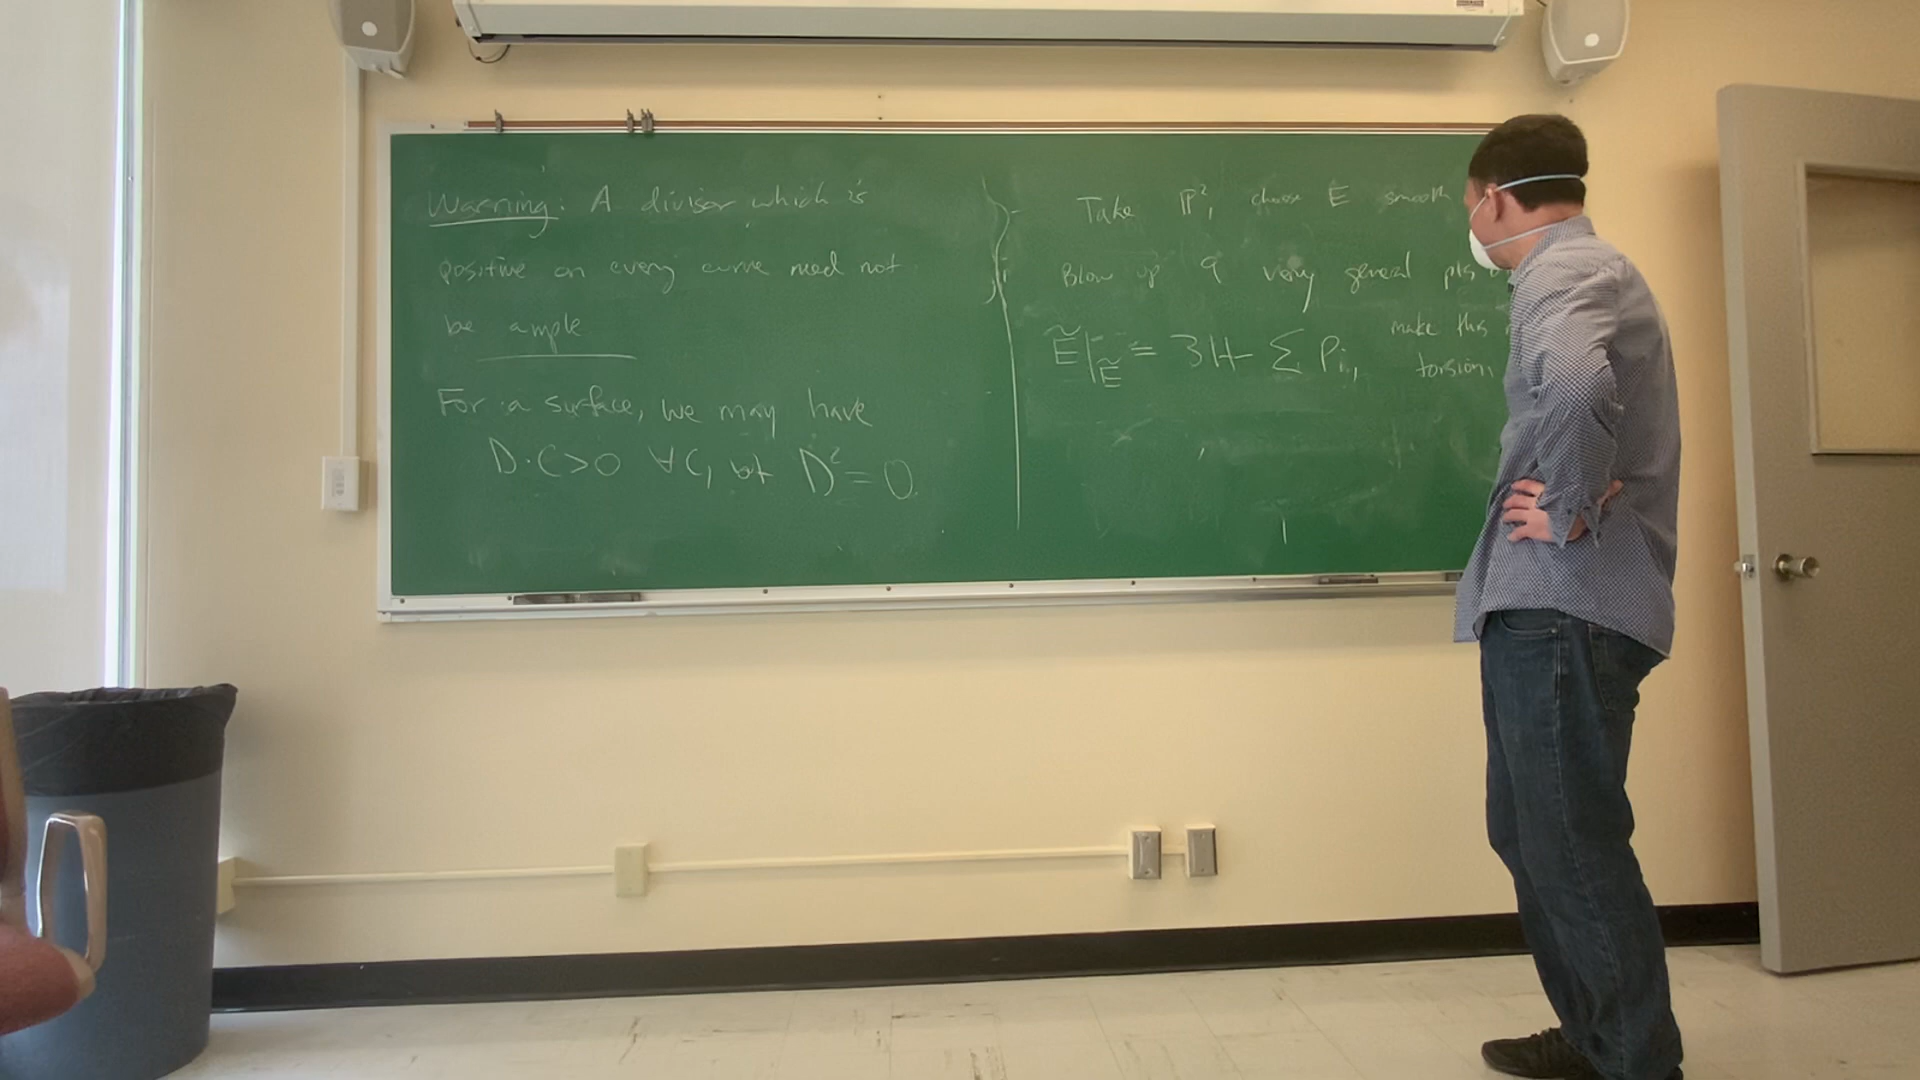 Warning: A divisor which is
positive on every curve need not
be ample
For a surface, we may have
D·C>0 ∀C, but D²=0.
Take ℙ², choose E smooth
Blow up 9 very general pts
Ẽ|_Ẽ = 3H - Σ Pi, make this
torsion,